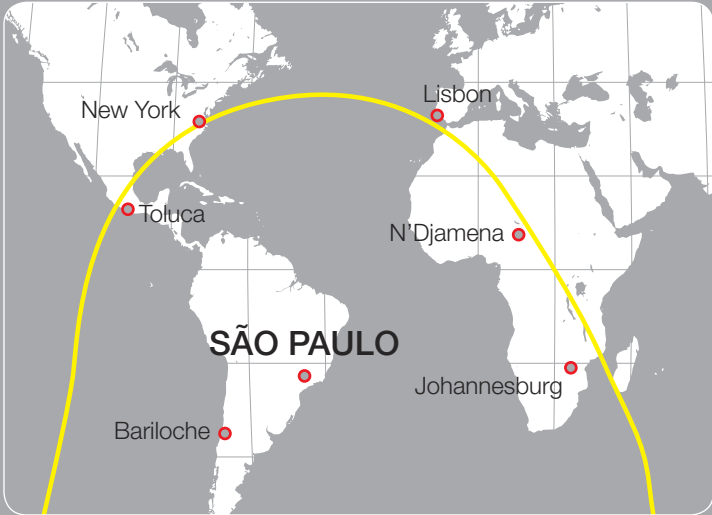 Lisbon
New York
Toluca
N'Djamena
SÃO PAULO
Johannesburg
Bariloche